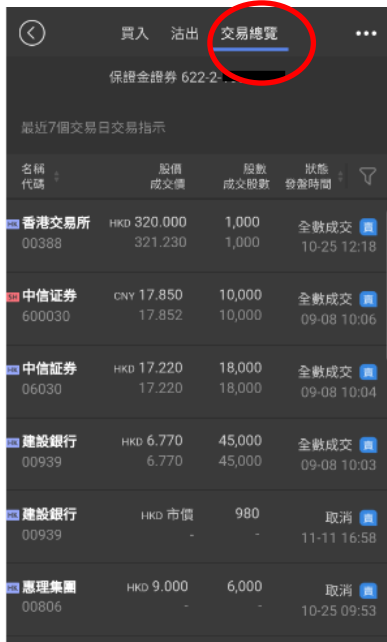 買入 沽出 交易總覽
保證金證券 622-2-
最近7個交易日交易指示
名稱 股價 股數 狀態
代碼 成交價 成交股數 發盤時間
HK 香港交易所 HKD 320.000 1,000 全數成交 賣
00388 321.230 1,000 10-25 12:18
SH 中信证券 CNY 17.850 10,000 全數成交 賣
600030 17.852 10,000 09-08 10:06
HK 中信証券 HKD 17.220 18,000 全數成交 賣
06030 17.220 18,000 09-08 10:04
HK 建設銀行 HKD 6.770 45,000 全數成交 賣
00939 6.770 45,000 09-08 10:03
HK 建設銀行 HKD 市價 980 取消 賣
00939 - - 11-11 16:58
HK 惠理集團 HKD 9.000 6,000 取消 賣
00806 - - 10-25 09:53